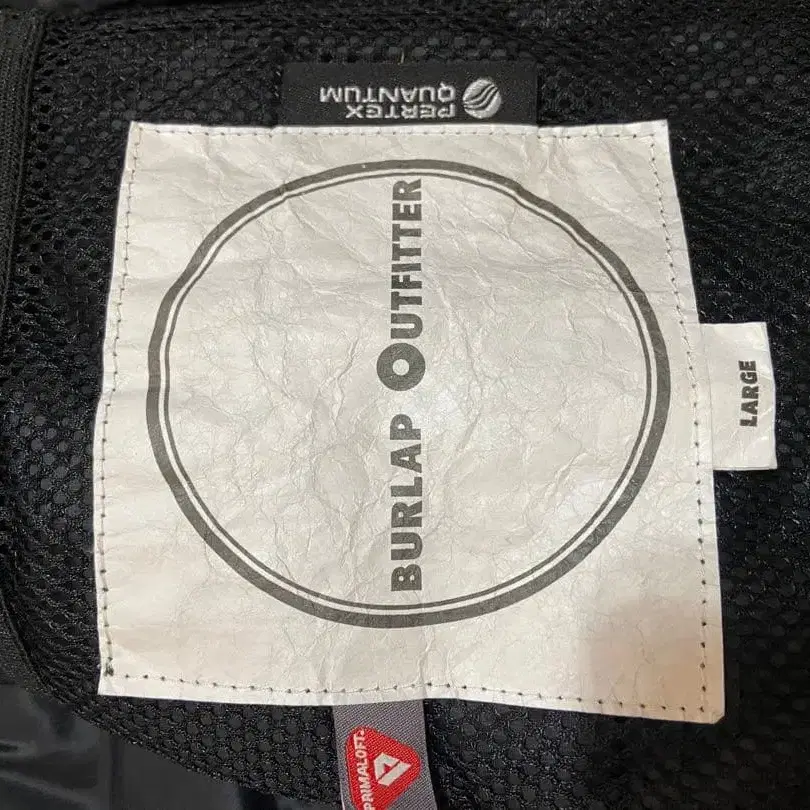 PERTEX
QUANTUM
BURLAP OUTFITTER
LARGE
PRIMALOFT